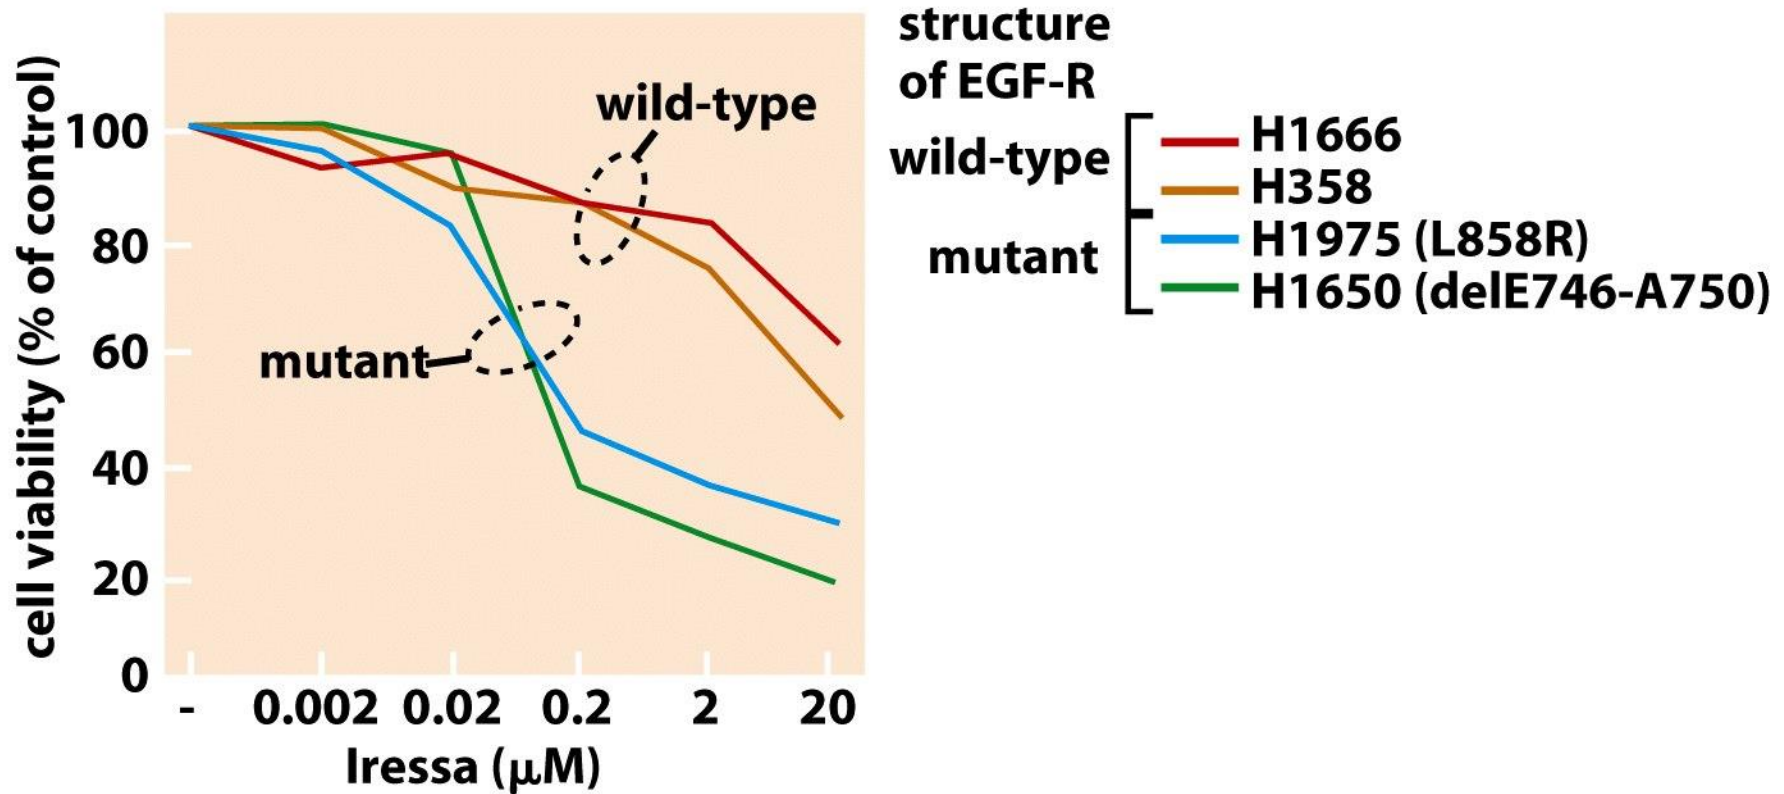 structure
of EGF-R
wild-type
H1666
H358
mutant
H1975 (L858R)
H1650 (delE746-A750)
cell viability (% of control)
100
80
60
40
20
0
wild-type
mutant
- 0.002 0.02 0.2 2 20
Iressa (μM)